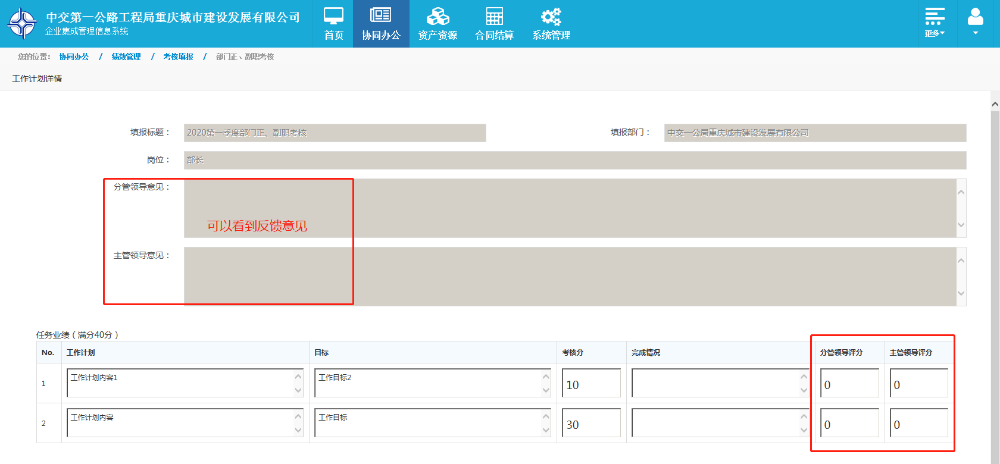 中交第一公路工程局重庆城市建设发展有限公司
企业集成管理信息系统
首页
协同办公
资产资源
合同结算
系统管理
更多
您的位置： 协同办公 / 绩效管理 / 考核填报 / 部门正、副职考核
工作计划详情
填报标题： 2020第一季度部门正、副职考核 填报部门： 中交一公局重庆城市建设发展有限公司
岗位： 部长
分管领导意见：
可以看到反馈意见
主管领导意见：
任务业绩（满分40分）
No. 工作计划 目标 考核分 完成情况 分管领导评分 主管领导评分
1 工作计划内容1 工作目标2 10 0 0
2 工作计划内容 工作目标 30 0 0